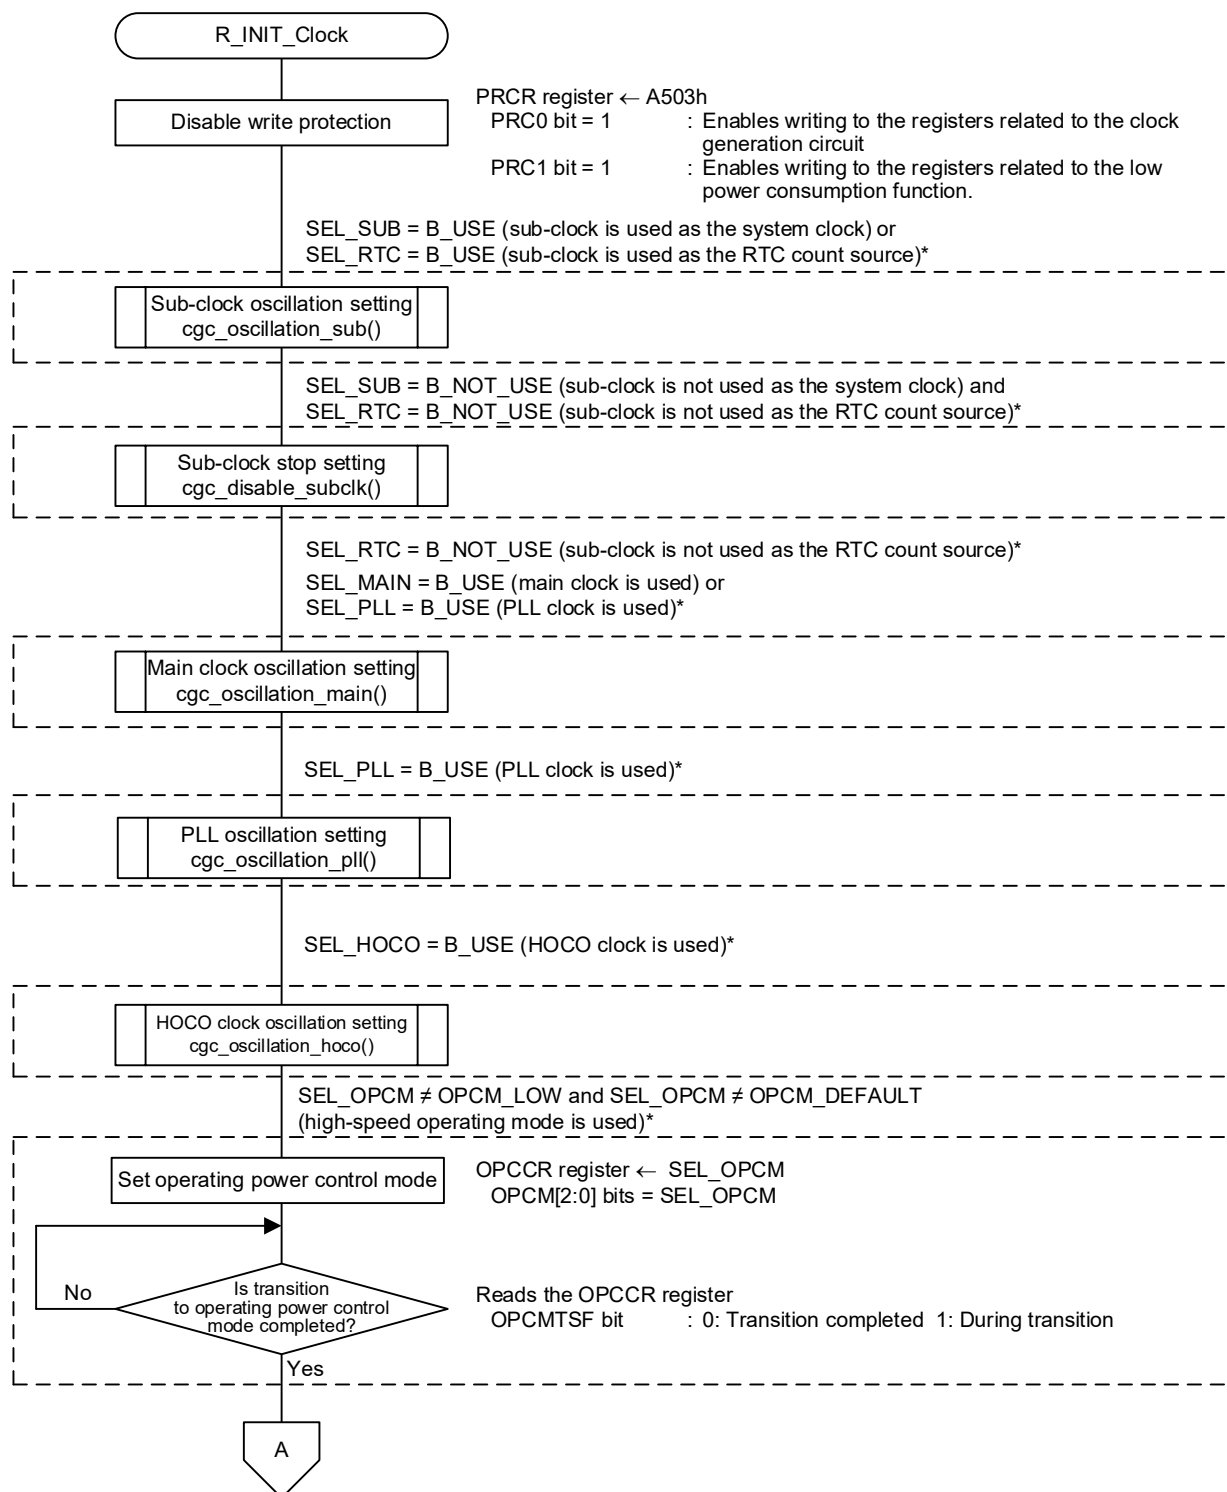 R_INIT_Clock
Disable write protection
PRCR register ← A503h
PRC0 bit = 1 : Enables writing to the registers related to the clock
generation circuit
PRC1 bit = 1 : Enables writing to the registers related to the low
power consumption function.
SEL_SUB = B_USE (sub-clock is used as the system clock) or
SEL_RTC = B_USE (sub-clock is used as the RTC count source)*
Sub-clock oscillation setting
cgc_oscillation_sub()
SEL_SUB = B_NOT_USE (sub-clock is not used as the system clock) and
SEL_RTC = B_NOT_USE (sub-clock is not used as the RTC count source)*
Sub-clock stop setting
cgc_disable_subclk()
SEL_RTC = B_NOT_USE (sub-clock is not used as the RTC count source)*
SEL_MAIN = B_USE (main clock is used) or
SEL_PLL = B_USE (PLL clock is used)*
Main clock oscillation setting
cgc_oscillation_main()
SEL_PLL = B_USE (PLL clock is used)*
PLL oscillation setting
cgc_oscillation_pll()
SEL_HOCO = B_USE (HOCO clock is used)*
HOCO clock oscillation setting
cgc_oscillation_hoco()
SEL_OPCM ≠ OPCM_LOW and SEL_OPCM ≠ OPCM_DEFAULT
(high-speed operating mode is used)*
Set operating power control mode
OPCCR register ← SEL_OPCM
OPCM[2:0] bits = SEL_OPCM
No
Is transition
to operating power control
mode completed?
Reads the OPCCR register
OPCMTSF bit : 0: Transition completed 1: During transition
Yes
A